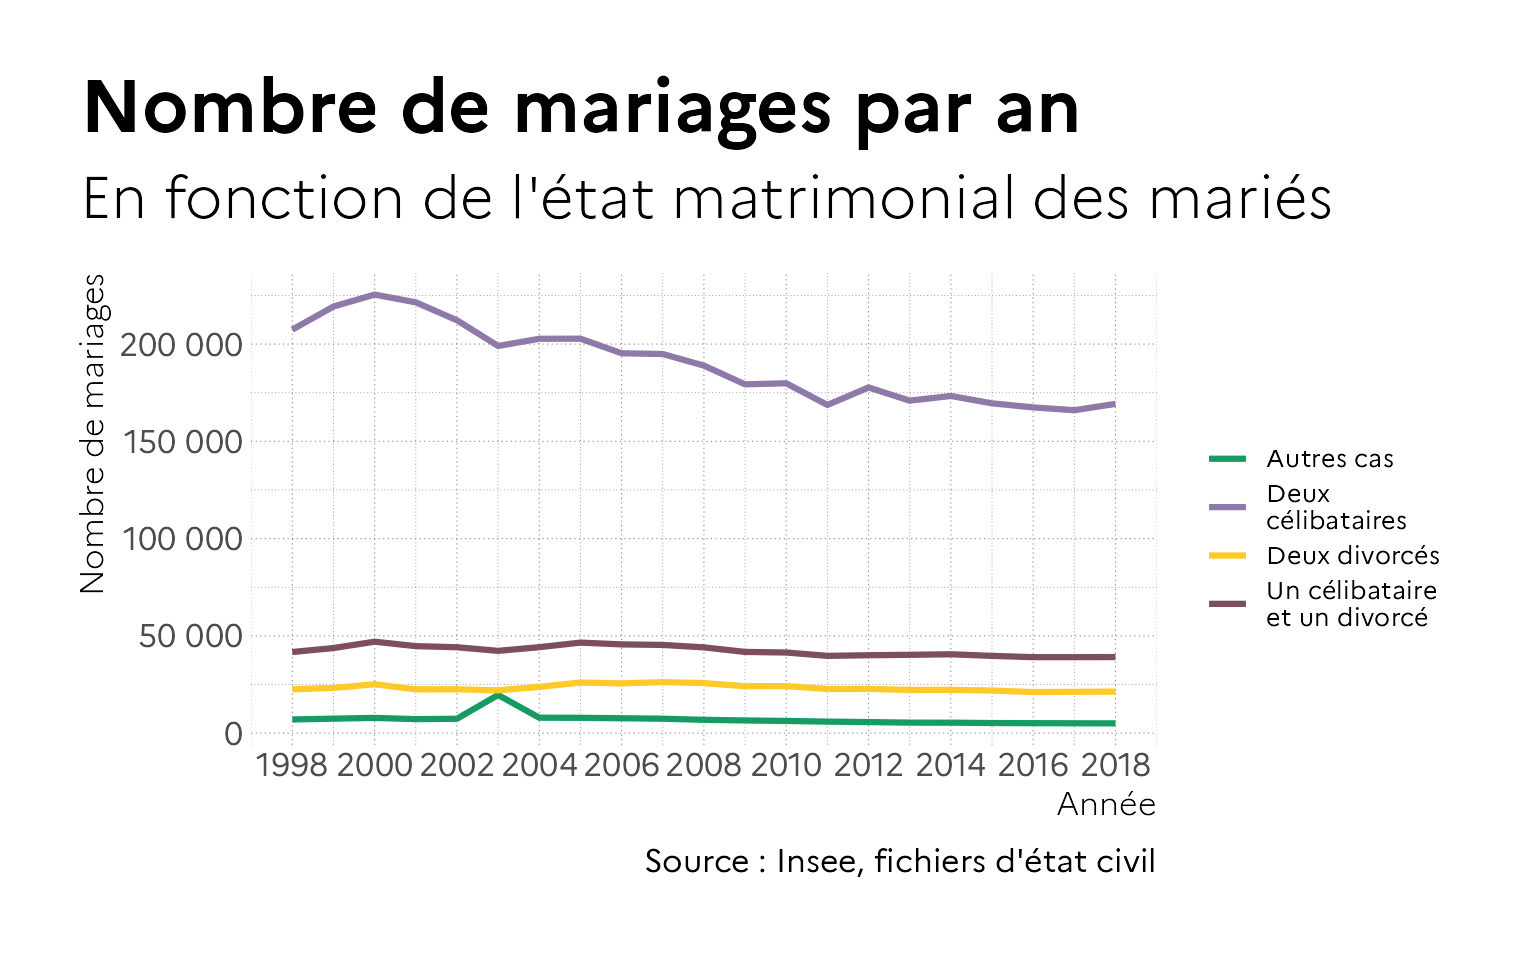 Nombre de mariages par an
En fonction de l'état matrimonial des mariés
Nombre de mariages
200 000
150 000
100 000
50 000
0
1998 2000 2002 2004 2006 2008 2010 2012 2014 2016 2018
Année
Autres cas
Deux
célibataires
Deux divorcés
Un célibataire
et un divorcé
Source : Insee, fichiers d'état civil